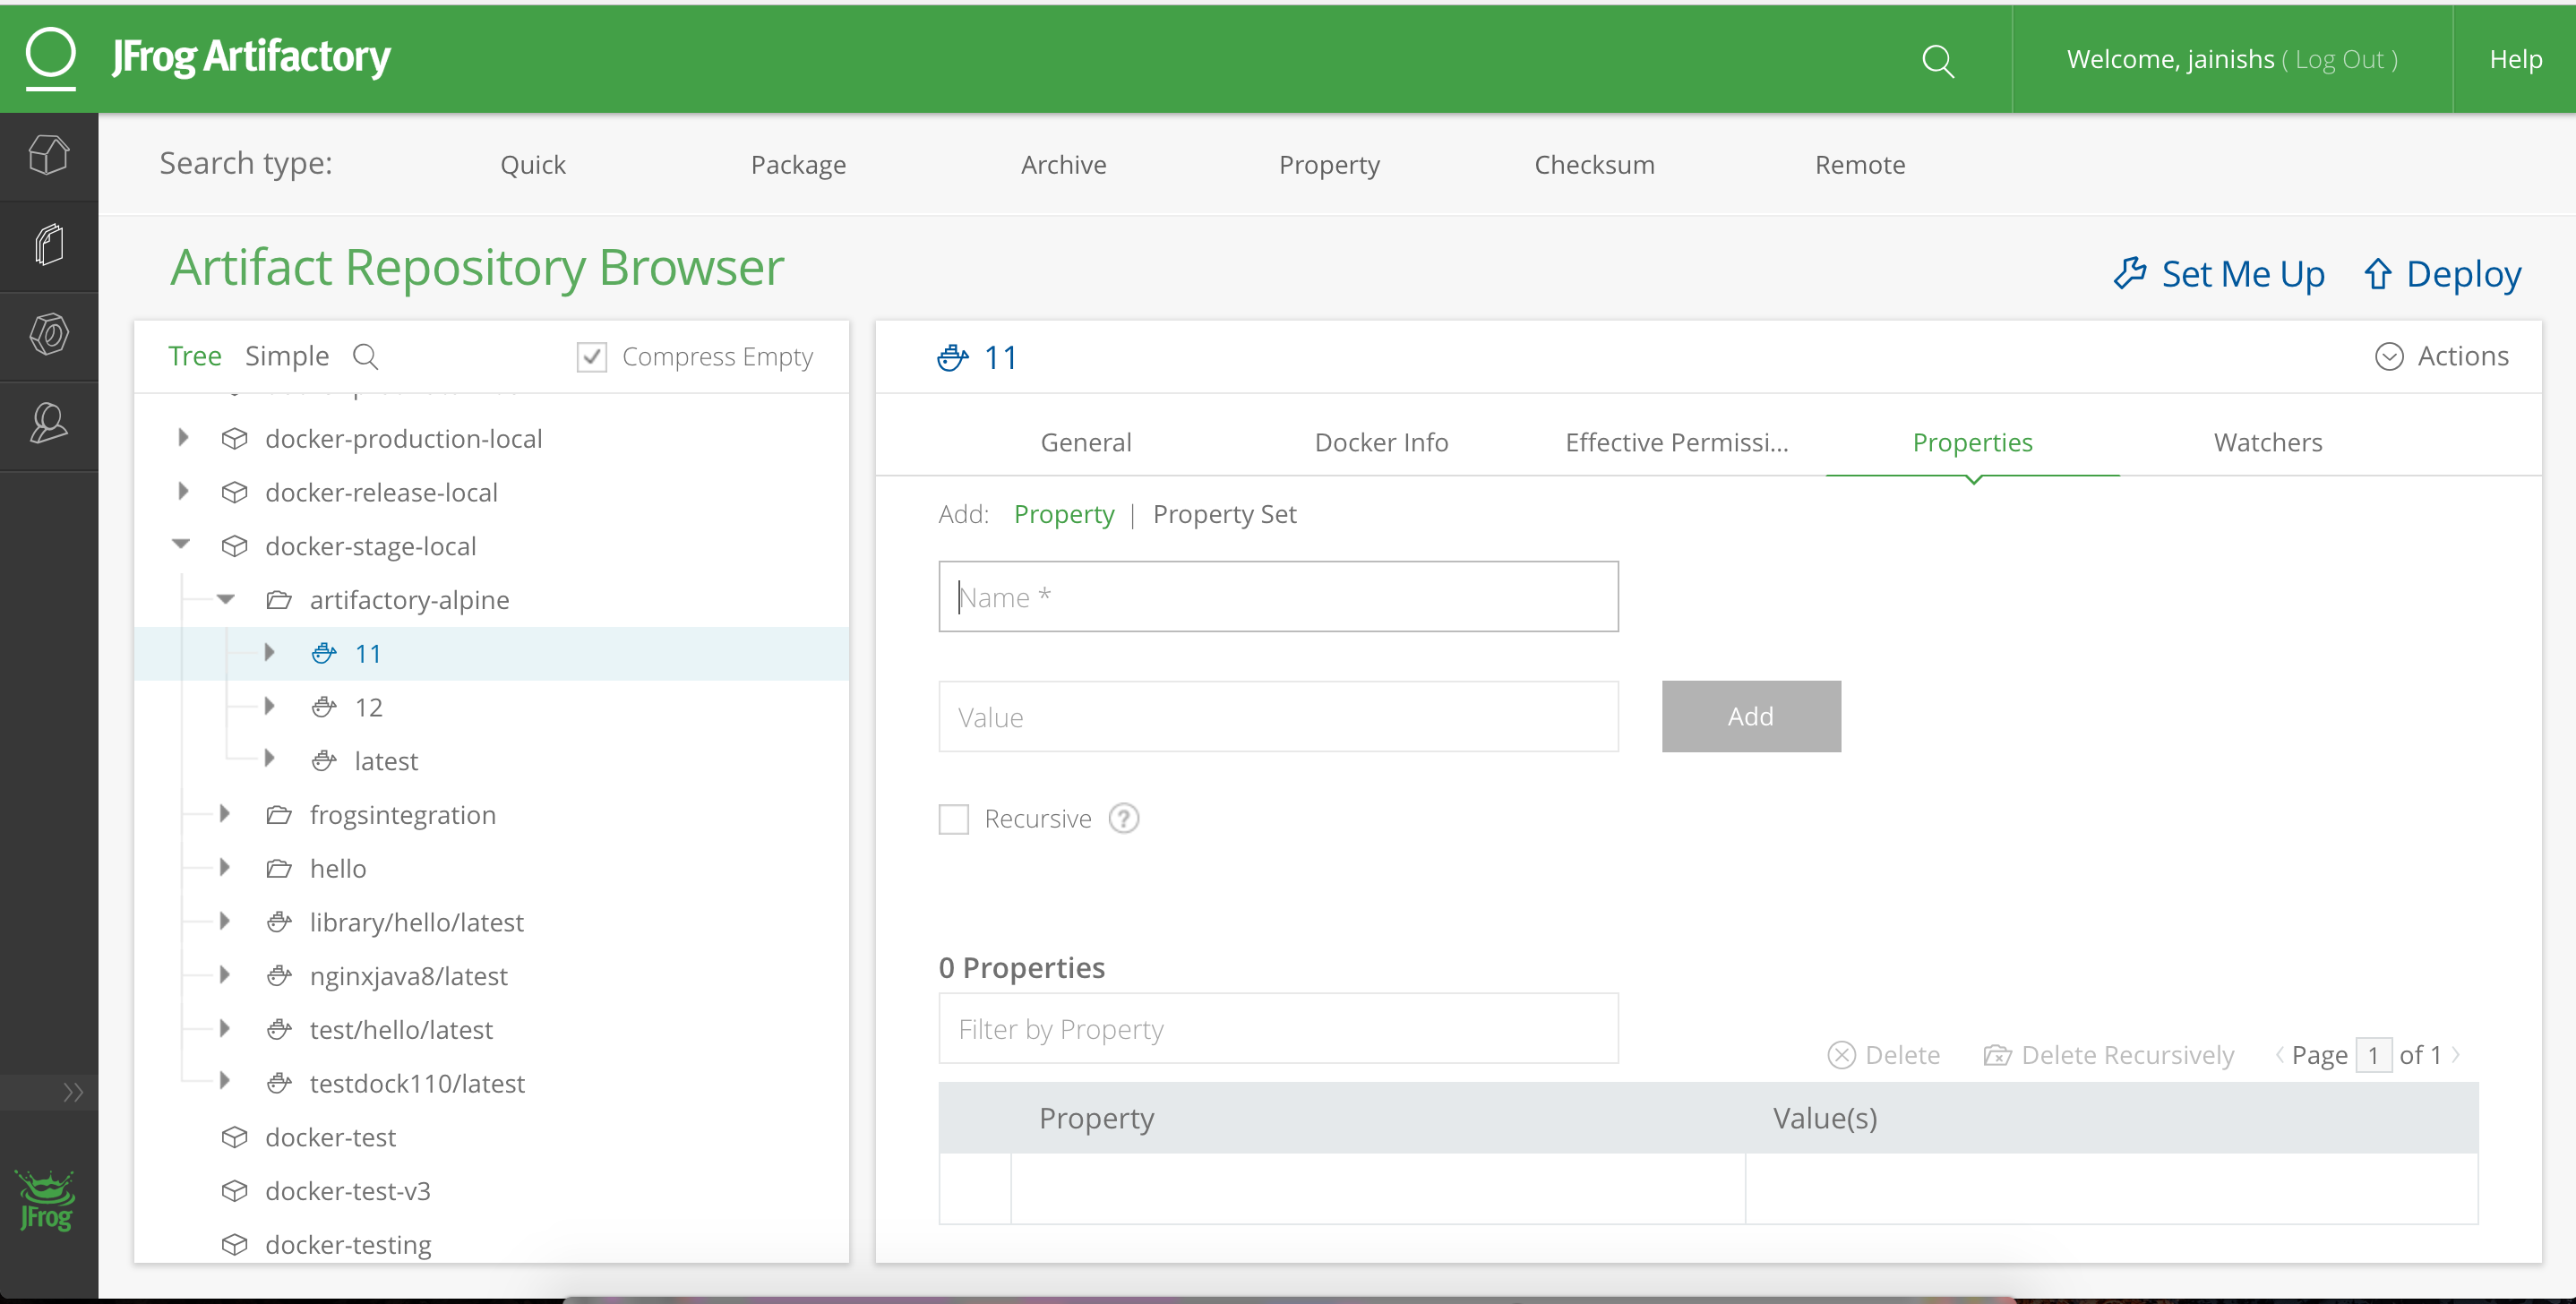 JFrog Artifactory
Welcome, jainishs ( Log Out )
Help
Search type:
Quick
Package
Archive
Property
Checksum
Remote
Artifact Repository Browser
Set Me Up
Deploy
Tree
Simple
Compress Empty
docker-production-local
docker-release-local
docker-stage-local
artifactory-alpine
11
12
latest
frogsintegration
hello
library/hello/latest
nginxjava8/latest
test/hello/latest
testdock110/latest
docker-test
docker-test-v3
docker-testing
11
Actions
General
Docker Info
Effective Permissi...
Properties
Watchers
Add: Property | Property Set
Name *
Value
Add
Recursive ?
0 Properties
Filter by Property
Delete
Delete Recursively
Page 1 of 1
Property
Value(s)
JFrog